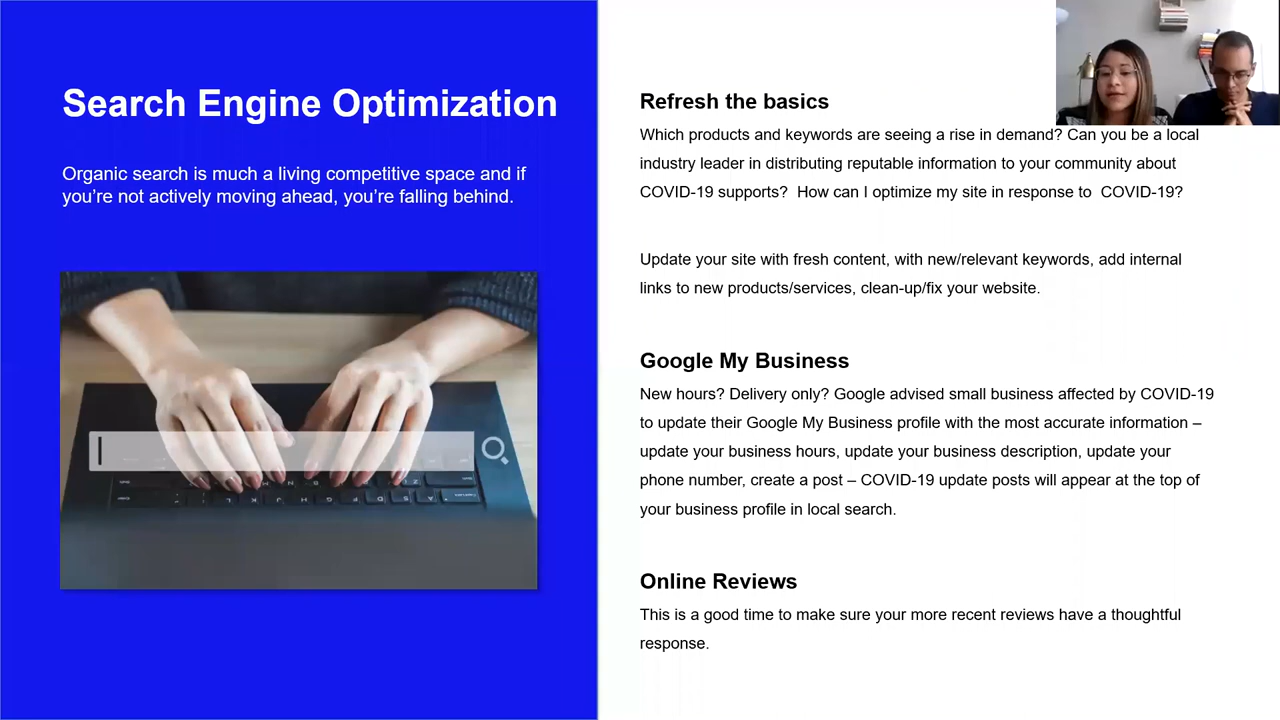 Search Engine Optimization
Organic search is much a living competitive space and if
you’re not actively moving ahead, you’re falling behind.
Refresh the basics
Which products and keywords are seeing a rise in demand? Can you be a local
industry leader in distributing reputable information to your community about
COVID-19 supports?  How can I optimize my site in response to  COVID-19?
Update your site with fresh content, with new/relevant keywords, add internal
links to new products/services, clean-up/fix your website.
Google My Business
New hours? Delivery only? Google advised small business affected by COVID-19
to update their Google My Business profile with the most accurate information –
update your business hours, update your business description, update your
phone number, create a post – COVID-19 update posts will appear at the top of
your business profile in local search.
Online Reviews
This is a good time to make sure your more recent reviews have a thoughtful
response.